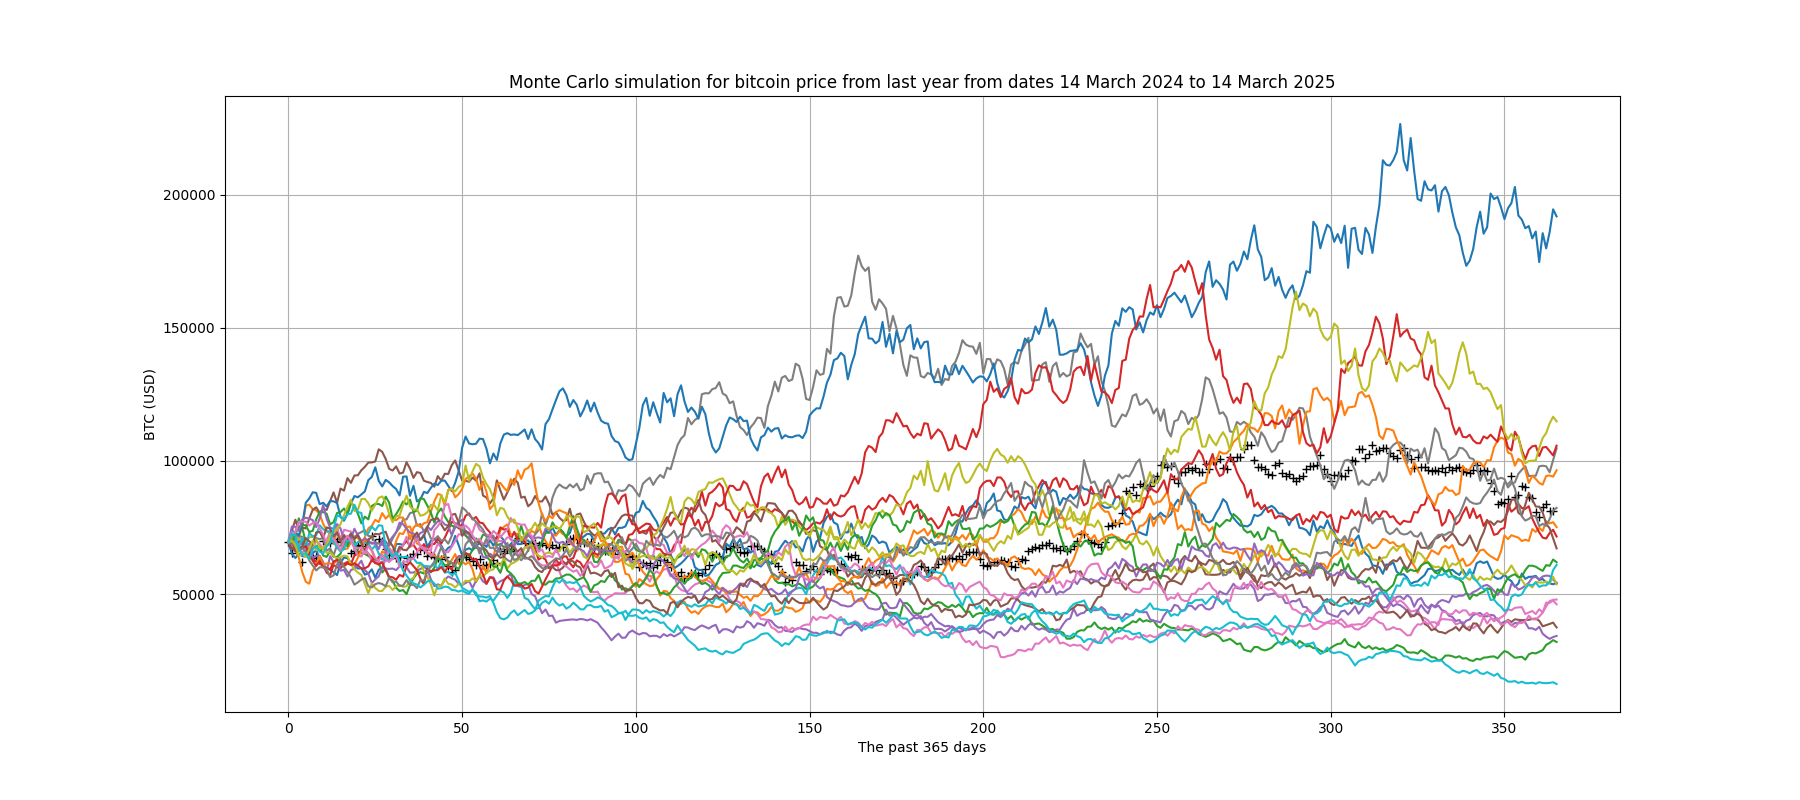 Monte Carlo simulation for bitcoin price from last year from dates 14 March 2024 to 14 March 2025
200000
150000
100000
50000
BTC (USD)
0 50 100 150 200 250 300 350
The past 365 days